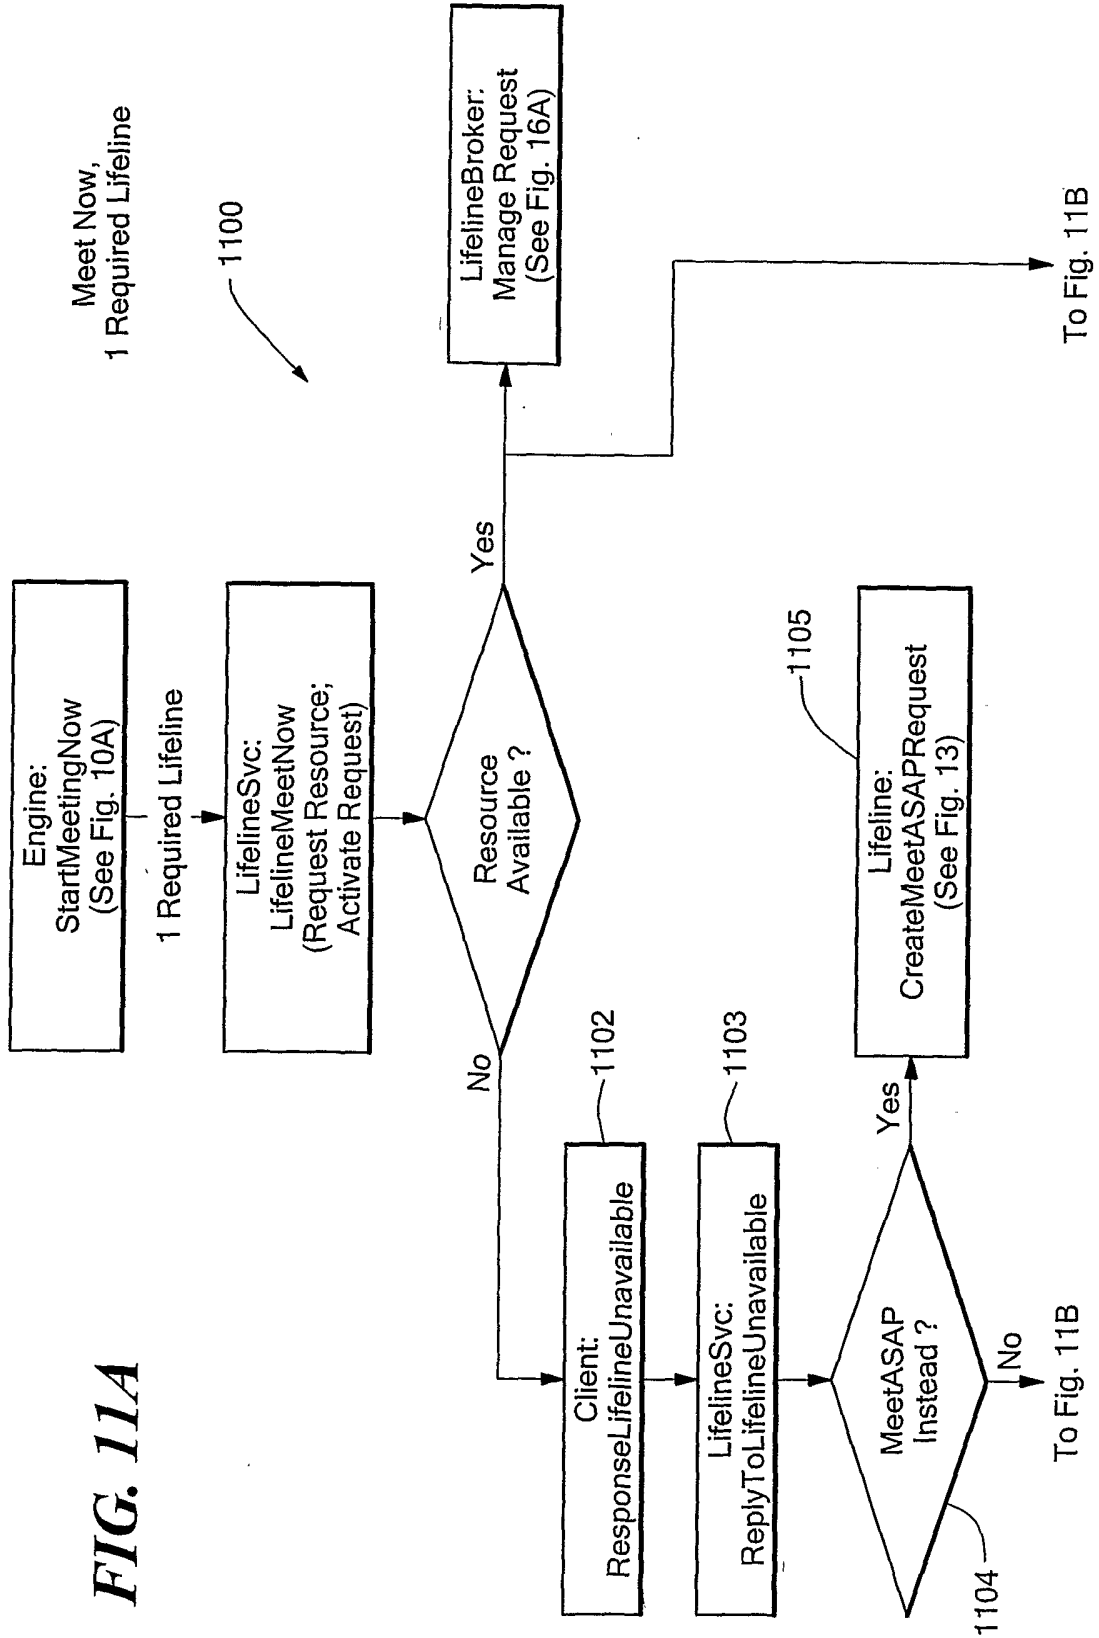 FIG. 11A
Meet Now,
1 Required Lifeline
1100
Engine:
StartMeetingNow
(See Fig. 10A)
1 Required Lifeline
LifelineSvc:
LifelineMeetNow
(Request Resource;
Activate Request)
Resource
Available ?
Yes
No
LifelineBroker:
Manage Request
(See Fig. 16A)
To Fig. 11B
1102
Client:
ResponseLifelineUnavailable
1103
LifelineSvc:
ReplyToLifelineUnavailable
MeetASAP
Instead ?
1104
Yes
No
1105
Lifeline:
CreateMeetASAPRequest
(See Fig. 13)
To Fig. 11B